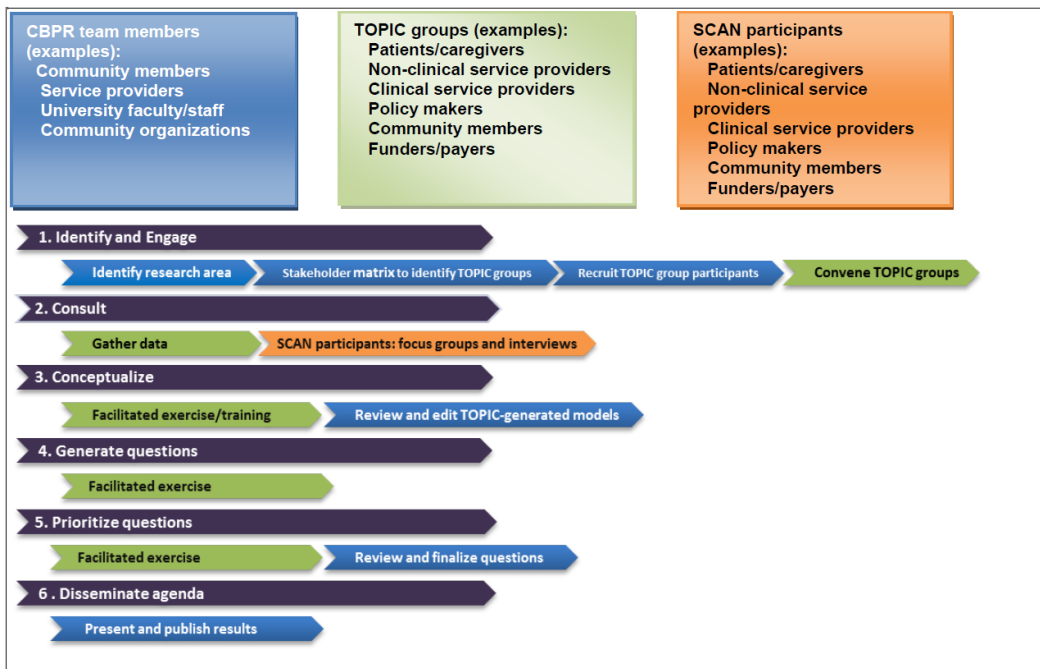 CBPR team members
(examples):
Community members
Service providers
University faculty/staff
Community organizations
TOPIC groups (examples):
Patients/caregivers
Non-clinical service providers
Clinical service providers
Policy makers
Community members
Funders/payers
SCAN participants
(examples):
Patients/caregivers
Non-clinical service
providers
Clinical service providers
Policy makers
Community members
Funders/payers
1. Identify and Engage
Identify research area
Stakeholder matrix to identify TOPIC groups
Recruit TOPIC group participants
Convene TOPIC groups
2. Consult
Gather data
SCAN participants: focus groups and interviews
3. Conceptualize
Facilitated exercise/training
Review and edit TOPIC-generated models
4. Generate questions
Facilitated exercise
5. Prioritize questions
Facilitated exercise
Review and finalize questions
6 . Disseminate agenda
Present and publish results